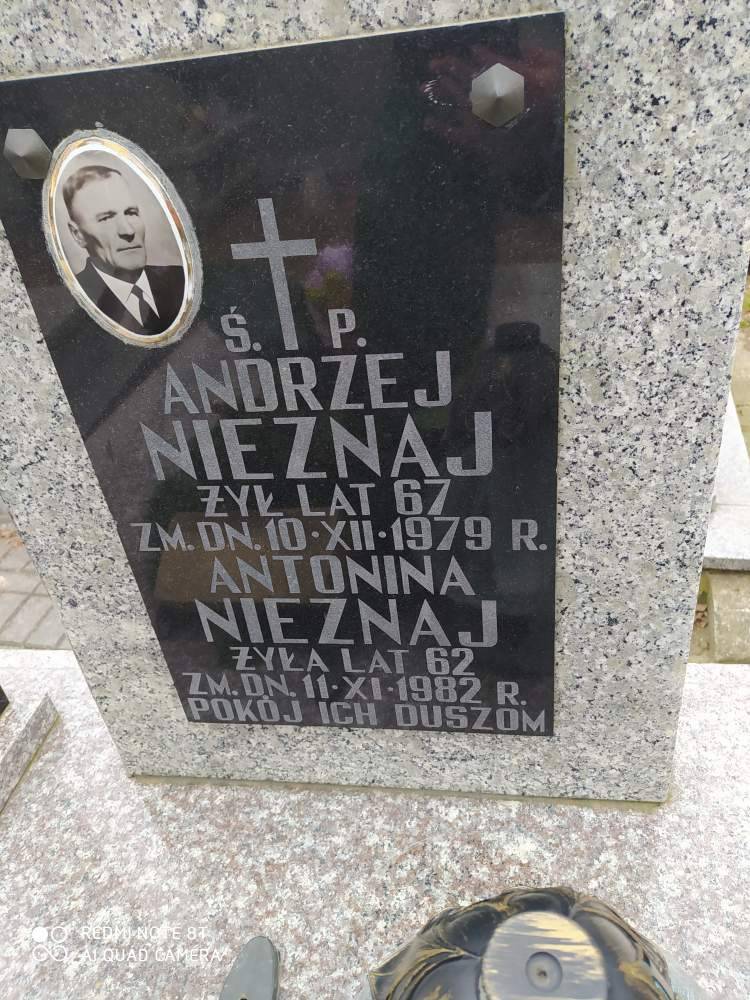 Ś. P.
ANDRZEJ
NIEZNAJ
ŻYŁ LAT 67
ZM. DN. 10·XII·1979 R.
ANTONINA
NIEZNAJ
ŻYŁA LAT 62
ZM. DN. 11·XI·1982 R.
POKÓJ ICH DUSZOM
REDMI NOTE 8T
AI QUAD CAMERA